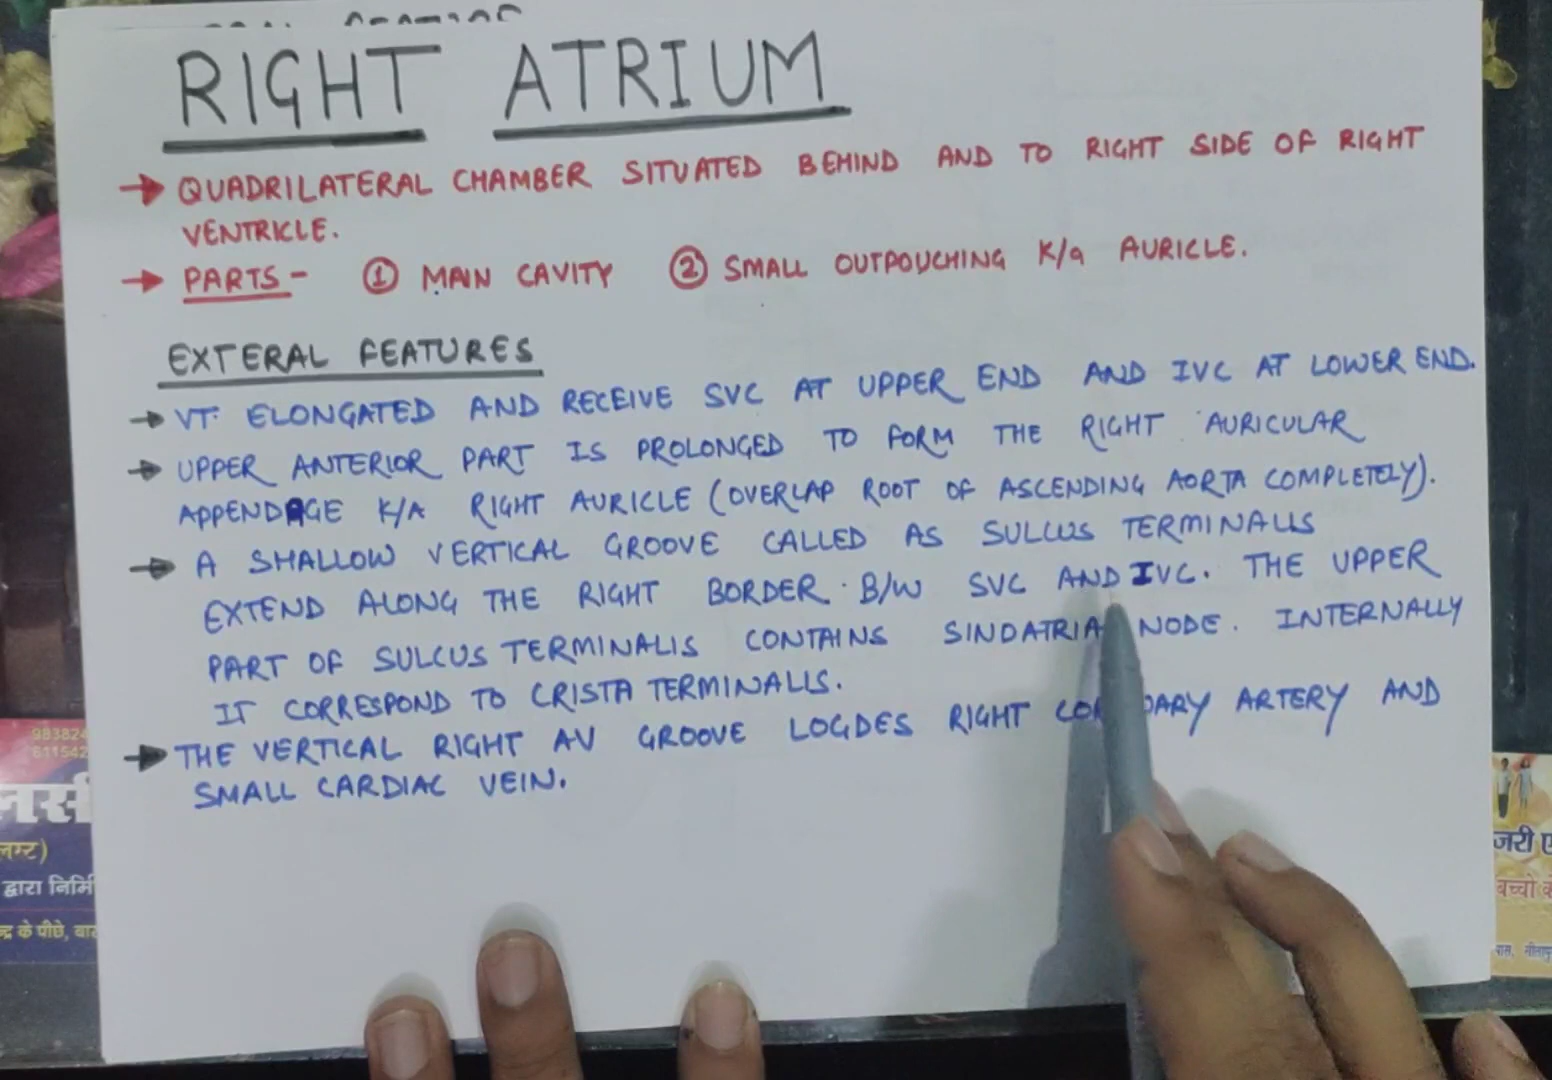 RIGHT ATRIUM
→ QUADRILATERAL CHAMBER SITUATED BEHIND AND TO RIGHT SIDE OF RIGHT
VENTRICLE.
→ PARTS - ① MAIN CAVITY ② SMALL OUTPOUCHING K/a AURICLE.
EXTERAL FEATURES
→ VT. ELONGATED AND RECEIVE SVC AT UPPER END AND IVC AT LOWER END.
→ UPPER ANTERIOR PART IS PROLONGED TO FORM THE RIGHT AURICULAR
APPENDAGE K/A RIGHT AURICLE (OVERLAP ROOT OF ASCENDING AORTA COMPLETELY).
→ A SHALLOW VERTICAL GROOVE CALLED AS SULCUS TERMINALIS
EXTEND ALONG THE RIGHT BORDER B/W SVC AND IVC. THE UPPER
PART OF SULCUS TERMINALIS CONTAINS SINOATRIA NODE. INTERNALLY
IT CORRESPOND TO CRISTA TERMINALIS.
→ THE VERTICAL RIGHT AV GROOVE LOGDES RIGHT ARTERY AND
SMALL CARDIAC VEIN.
98382
61154
द्वारा
द्र के पीछे,
जरी
बच्चो